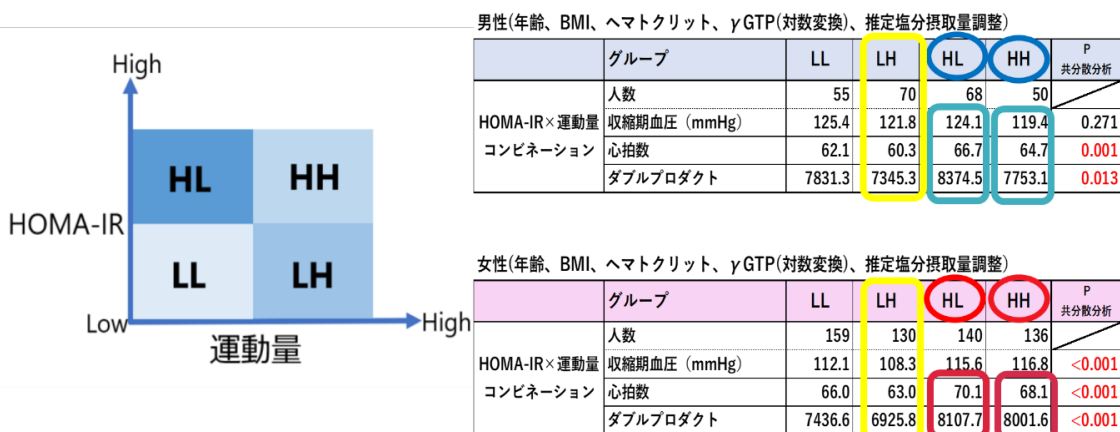 High
HL HH
HOMA-IR
LL LH
Low
High
運動量
男性(年齢、BMI、ヘマトクリット、γGTP(対数変換)、推定塩分摂取量調整)
グループ LL LH HL HH P
共分散分析
人数 55 70 68 50
HOMA-IR×運動量 収縮期血圧（mmHg） 125.4 121.8 124.1 119.4 0.271
コンビネーション 心拍数 62.1 60.3 66.7 64.7 0.001
ダブルプロダクト 7831.3 7345.3 8374.5 7753.1 0.013
女性(年齢、BMI、ヘマトクリット、γGTP(対数変換)、推定塩分摂取量調整)
グループ LL LH HL HH P
共分散分析
人数 159 130 140 136
HOMA-IR×運動量 収縮期血圧（mmHg） 112.1 108.3 115.6 116.8 <0.001
コンビネーション 心拍数 66.0 63.0 70.1 68.1 <0.001
ダブルプロダクト 7436.6 6925.8 8107.7 8001.6 <0.001